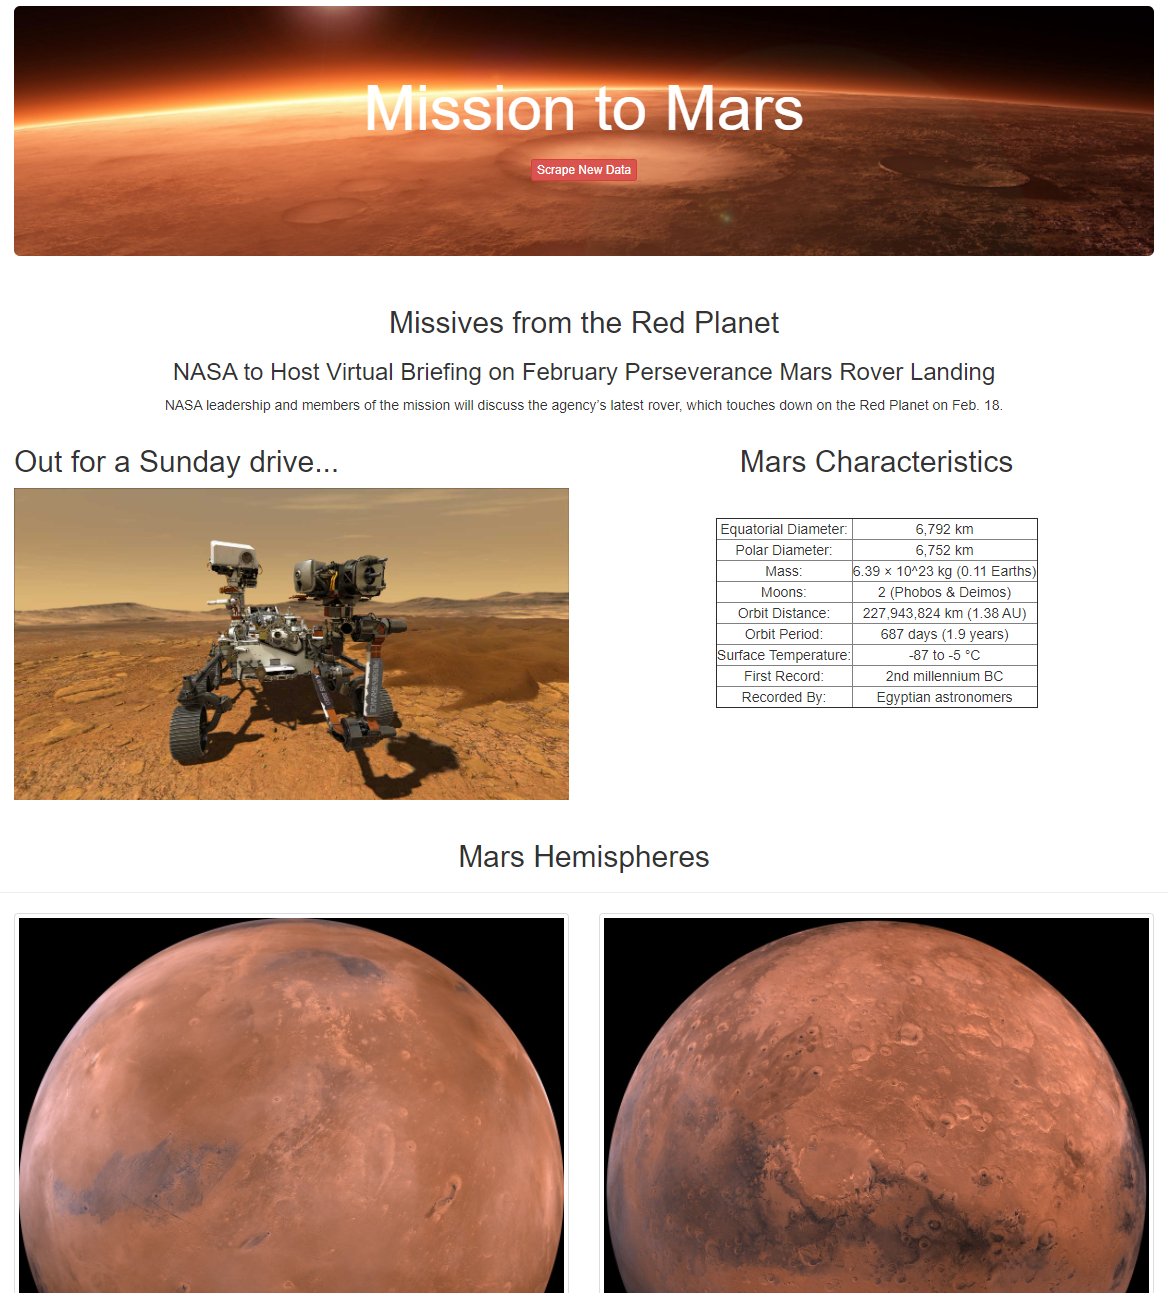 Mission to Mars
Scrape New Data
Missives from the Red Planet
NASA to Host Virtual Briefing on February Perseverance Mars Rover Landing
NASA leadership and members of the mission will discuss the agency’s latest rover, which touches down on the Red Planet on Feb. 18.
Out for a Sunday drive...
Mars Characteristics
Equatorial Diameter: 6,792 km
Polar Diameter: 6,752 km
Mass: 6.39 × 10^23 kg (0.11 Earths)
Moons: 2 (Phobos & Deimos)
Orbit Distance: 227,943,824 km (1.38 AU)
Orbit Period: 687 days (1.9 years)
Surface Temperature: -87 to -5 °C
First Record: 2nd millennium BC
Recorded By: Egyptian astronomers
Mars Hemispheres